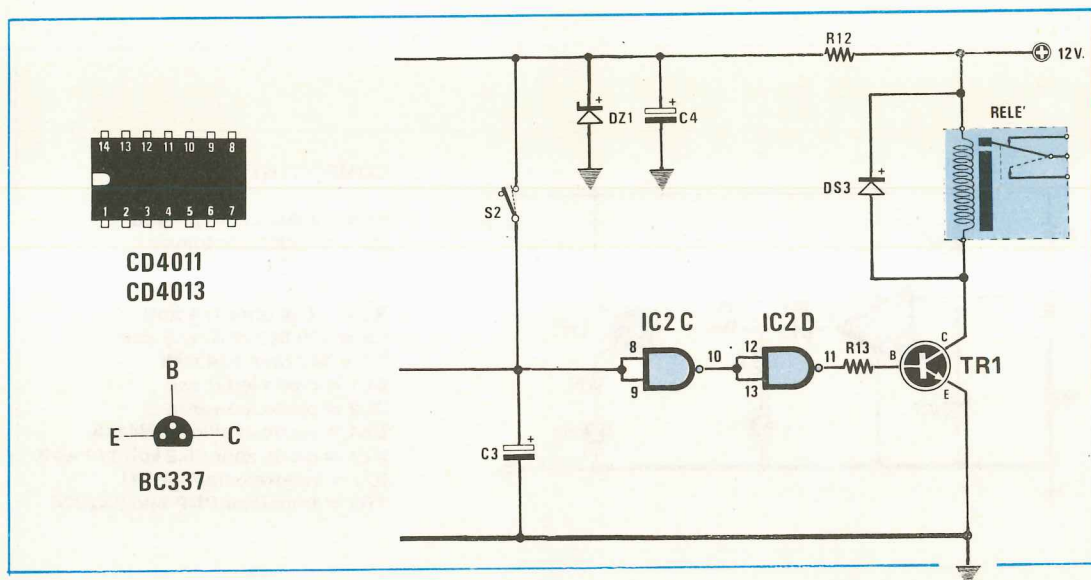 R12
12 V.
DZ1
C4
RELE'
DS3
S2
14 13 12 11 10 9 8
1 2 3 4 5 6 7
CD4011
CD4013
IC2 C
IC2 D
8
9
10
12
13
11
R13
B
C
E
TR1
B
E
C
BC337
C3
+
+
+
+
+
+